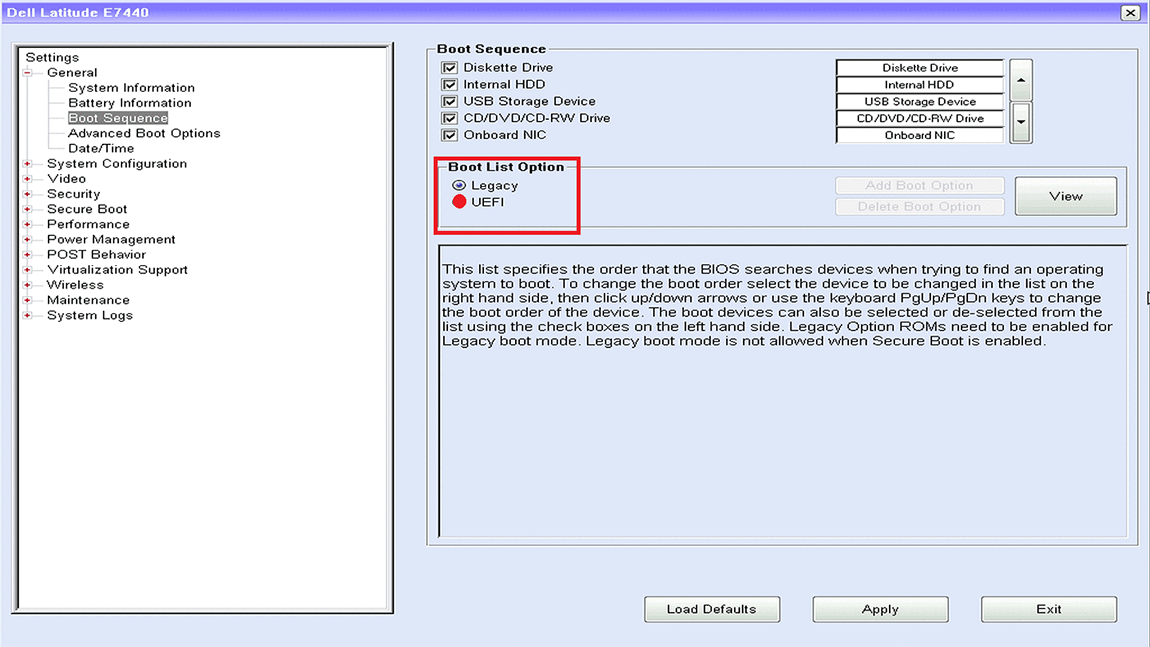 Dell Latitude E7440
Settings
General
System Information
Battery Information
Boot Sequence
Advanced Boot Options
Date/Time
System Configuration
Video
Security
Secure Boot
Performance
Power Management
POST Behavior
Virtualization Support
Wireless
Maintenance
System Logs
Boot Sequence
Diskette Drive
Internal HDD
USB Storage Device
CD/DVD/CD-RW Drive
Onboard NIC
Diskette Drive
Internal HDD
USB Storage Device
CD/DVD/CD-RW Drive
Onboard NIC
Boot List Option
Legacy
UEFI
Add Boot Option
Delete Boot Option
View
This list specifies the order that the BIOS searches devices when trying to find an operating
system to boot. To change the boot order select the device to be changed in the list on the
right hand side, then click up/down arrows or use the keyboard PgUp/PgDn keys to change
the boot order of the device. The boot devices can also be selected or de-selected from the
list using the check boxes on the left hand side. Legacy Option ROMs need to be enabled for
Legacy boot mode. Legacy boot mode is not allowed when Secure Boot is enabled.
Load Defaults
Apply
Exit